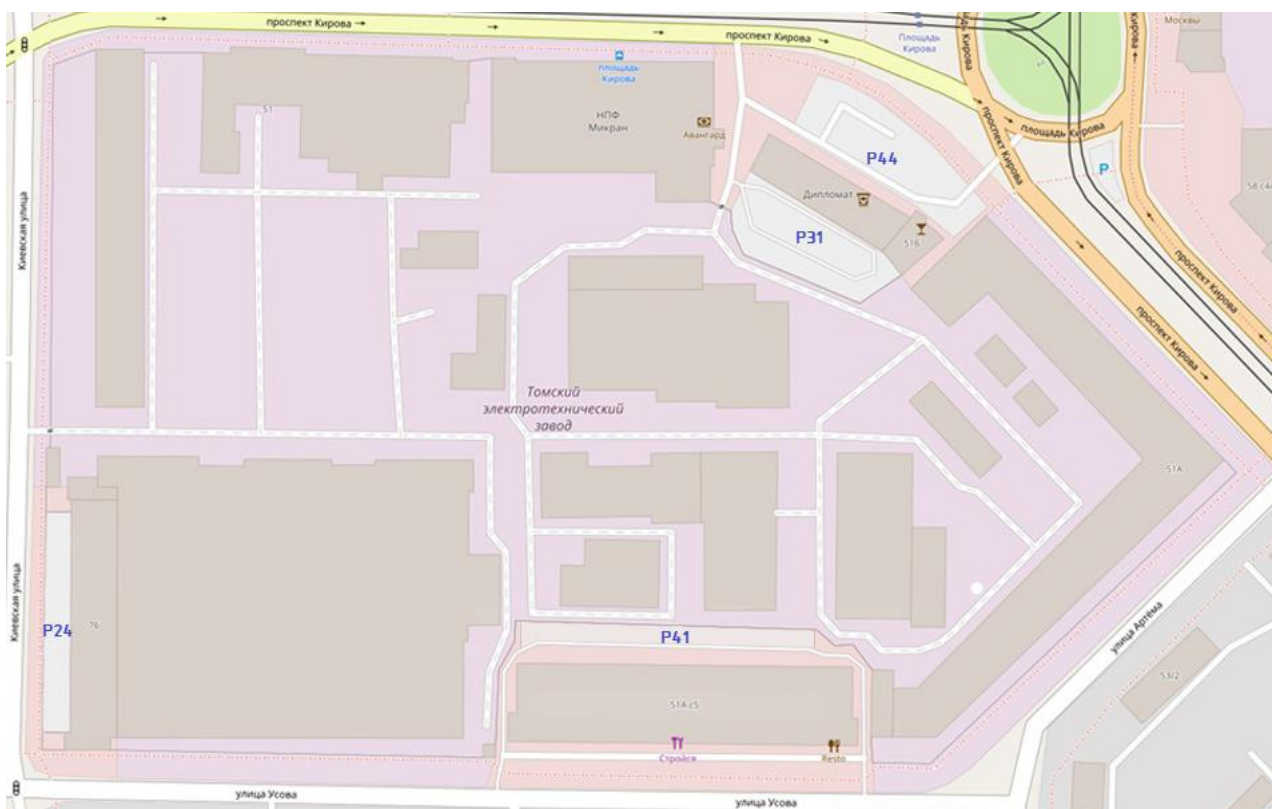 проспект Кирова →
проспект Кирова
площадь
Кирова
Площадь
Кирова
Москвы
51
НПФ
Микран
Авангард
P44
площадь Кирова
P
проспект Кирова
Дипломат
51б
P31
Киевская улица
проспект Кирова →
проспект Кирова
Томский
электротехнический
завод
51А
76
P24
Киевская улица
P41
улица Артёма
53/2
51А с5
Стройся
Resto
улица Усова
улица Усова